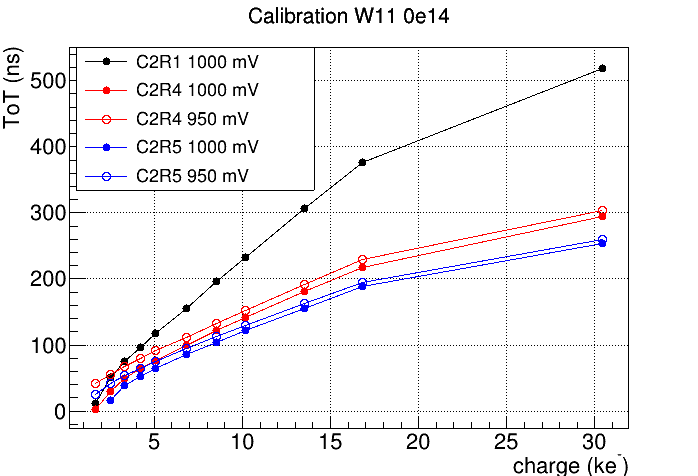 Calibration W11 0e14
ToT (ns)
C2R1 1000 mV
C2R4 1000 mV
C2R4 950 mV
C2R5 1000 mV
C2R5 950 mV
500
400
300
200
100
0
5 10 15 20 25 30
charge (ke⁻)